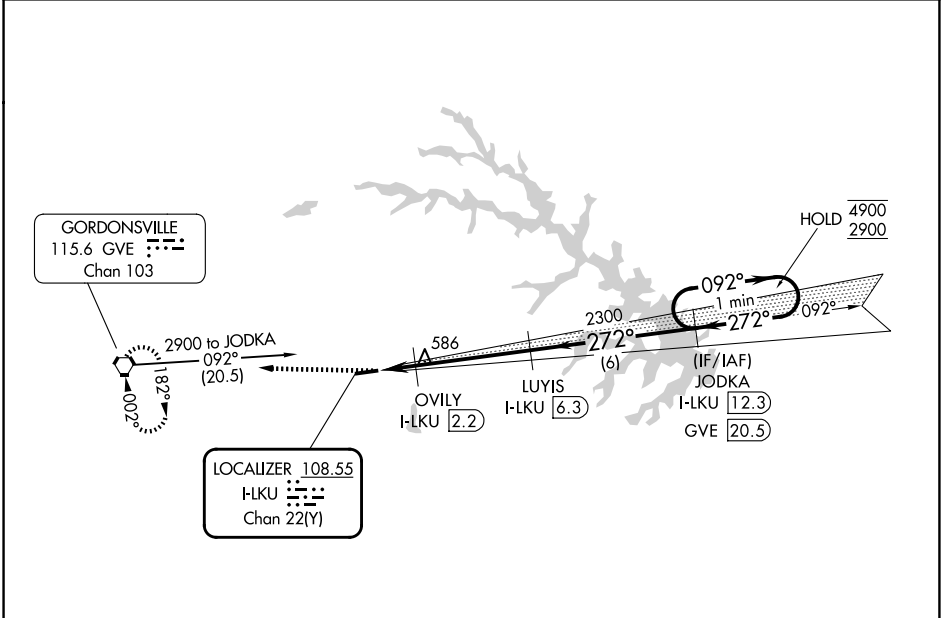 GORDONSVILLE
115.6 GVE
Chan 103
2900 to JODKA
092°
(20.5)
182°
002°
LOCALIZER 108.55
I-LKU
Chan 22(Y)
586
OVILY
I-LKU 2.2
LUYIS
I-LKU 6.3
2300
272°
(6)
HOLD 4900
2900
092°
1 min
272°
092°
(IF/IAF)
JODKA
I-LKU 12.3
GVE 20.5